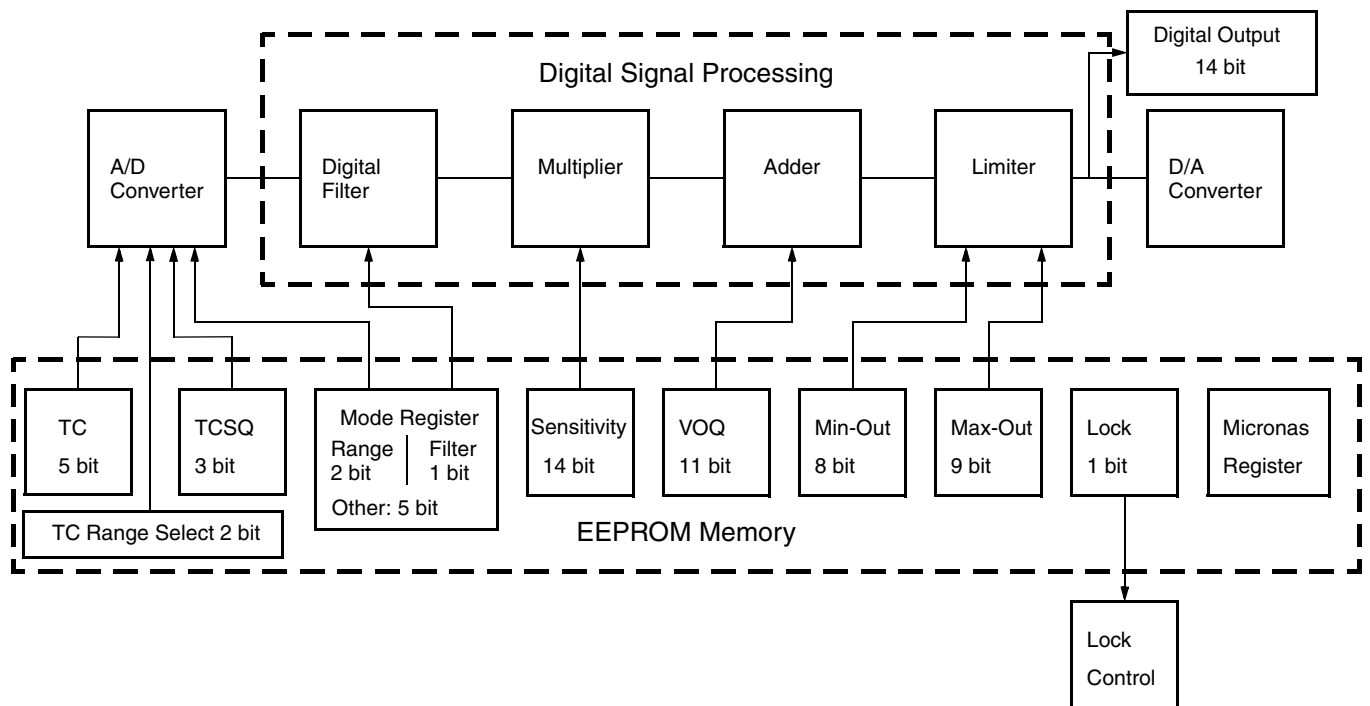 Digital Output
14 bit
Digital Signal Processing
A/D
Converter
Digital
Filter
Multiplier
Adder
Limiter
D/A
Converter
TC
5 bit
TCSQ
3 bit
Mode Register
Range
2 bit
Filter
1 bit
Other: 5 bit
Sensitivity
14 bit
VOQ
11 bit
Min-Out
8 bit
Max-Out
9 bit
Lock
1 bit
Micronas
Register
TC Range Select 2 bit
EEPROM Memory
Lock
Control